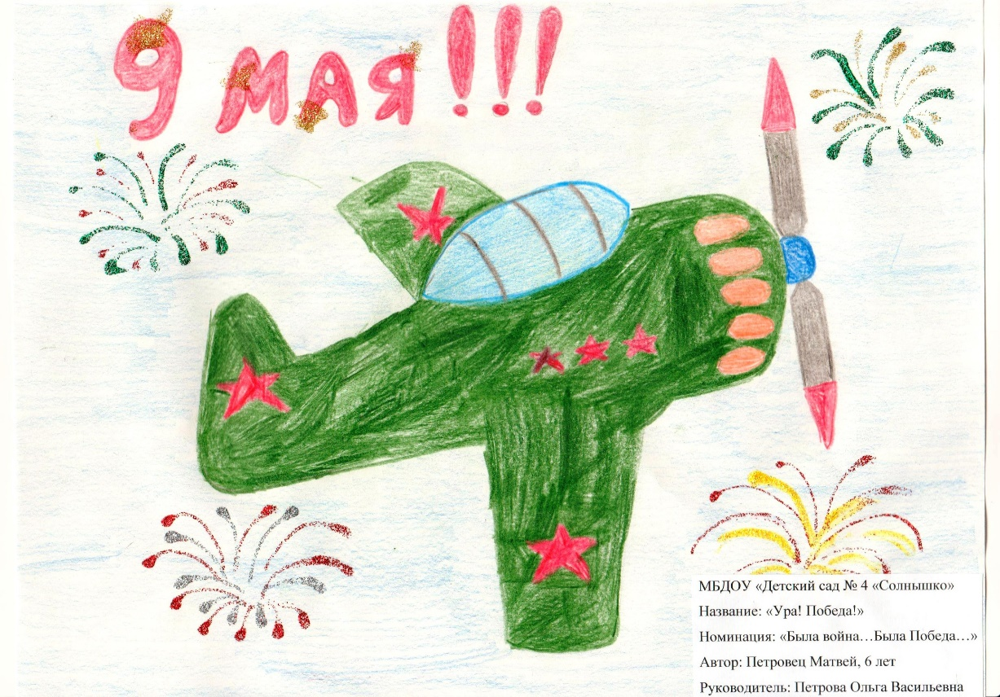 9 МАЯ!!!
МБДОУ «Детский сад № 4 «Солнышко»
Название: «Ура! Победа!»
Номинация: «Была война…Была Победа…»
Автор: Петровец Матвей, 6 лет
Руководитель: Петрова Ольга Васильевна